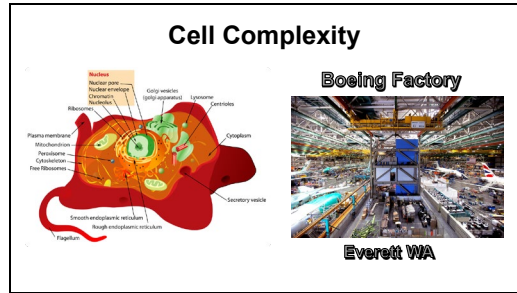 Cell Complexity
Nucleus
Nuclear pore
Nuclear envelope
Chromatin
Nucleolus
Ribosomes
Golgi vesicles
(golgi apparatus)
Lysosome
Centrioles
Plasma membrane
Mitochondrion
Peroxisome
Cytoskeleton
Free Ribosomes
Cytoplasm
Secretory vesicle
Smooth endoplasmic reticulum
Rough endoplasmic reticulum
Flagellum
Boeing Factory
Everett WA